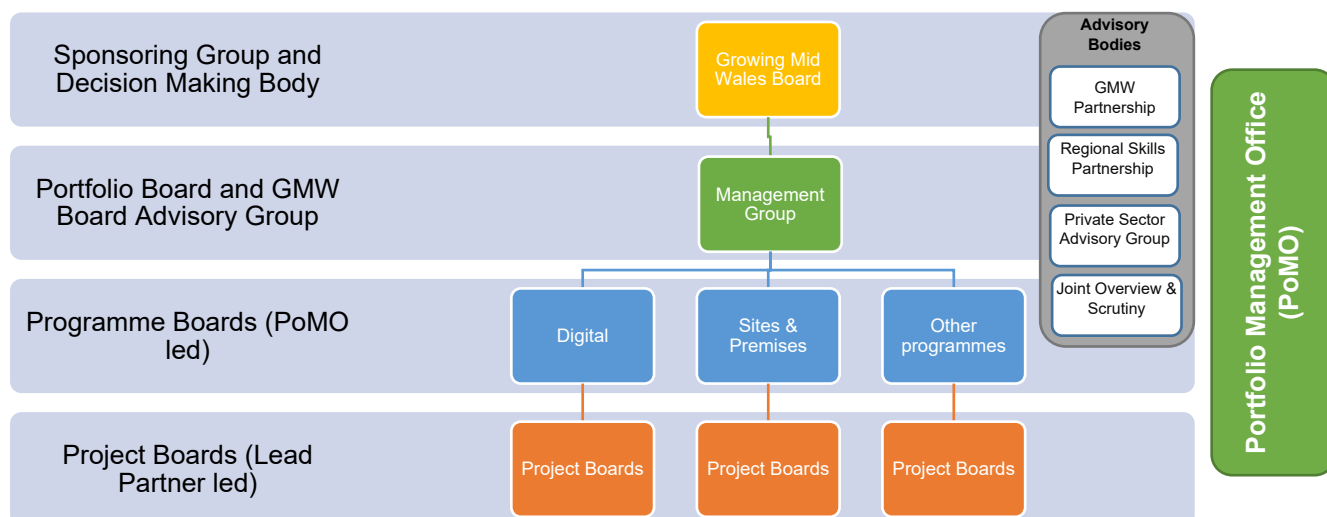 Sponsoring Group and
Decision Making Body
Growing Mid
Wales Board
Advisory
Bodies
GMW
Partnership
Regional Skills
Partnership
Private Sector
Advisory Group
Joint Overview &
Scrutiny
Portfolio Management Office
(PoMO)
Portfolio Board and GMW
Board Advisory Group
Management
Group
Programme Boards (PoMO
led)
Digital
Sites &
Premises
Other
programmes
Project Boards (Lead
Partner led)
Project Boards
Project Boards
Project Boards